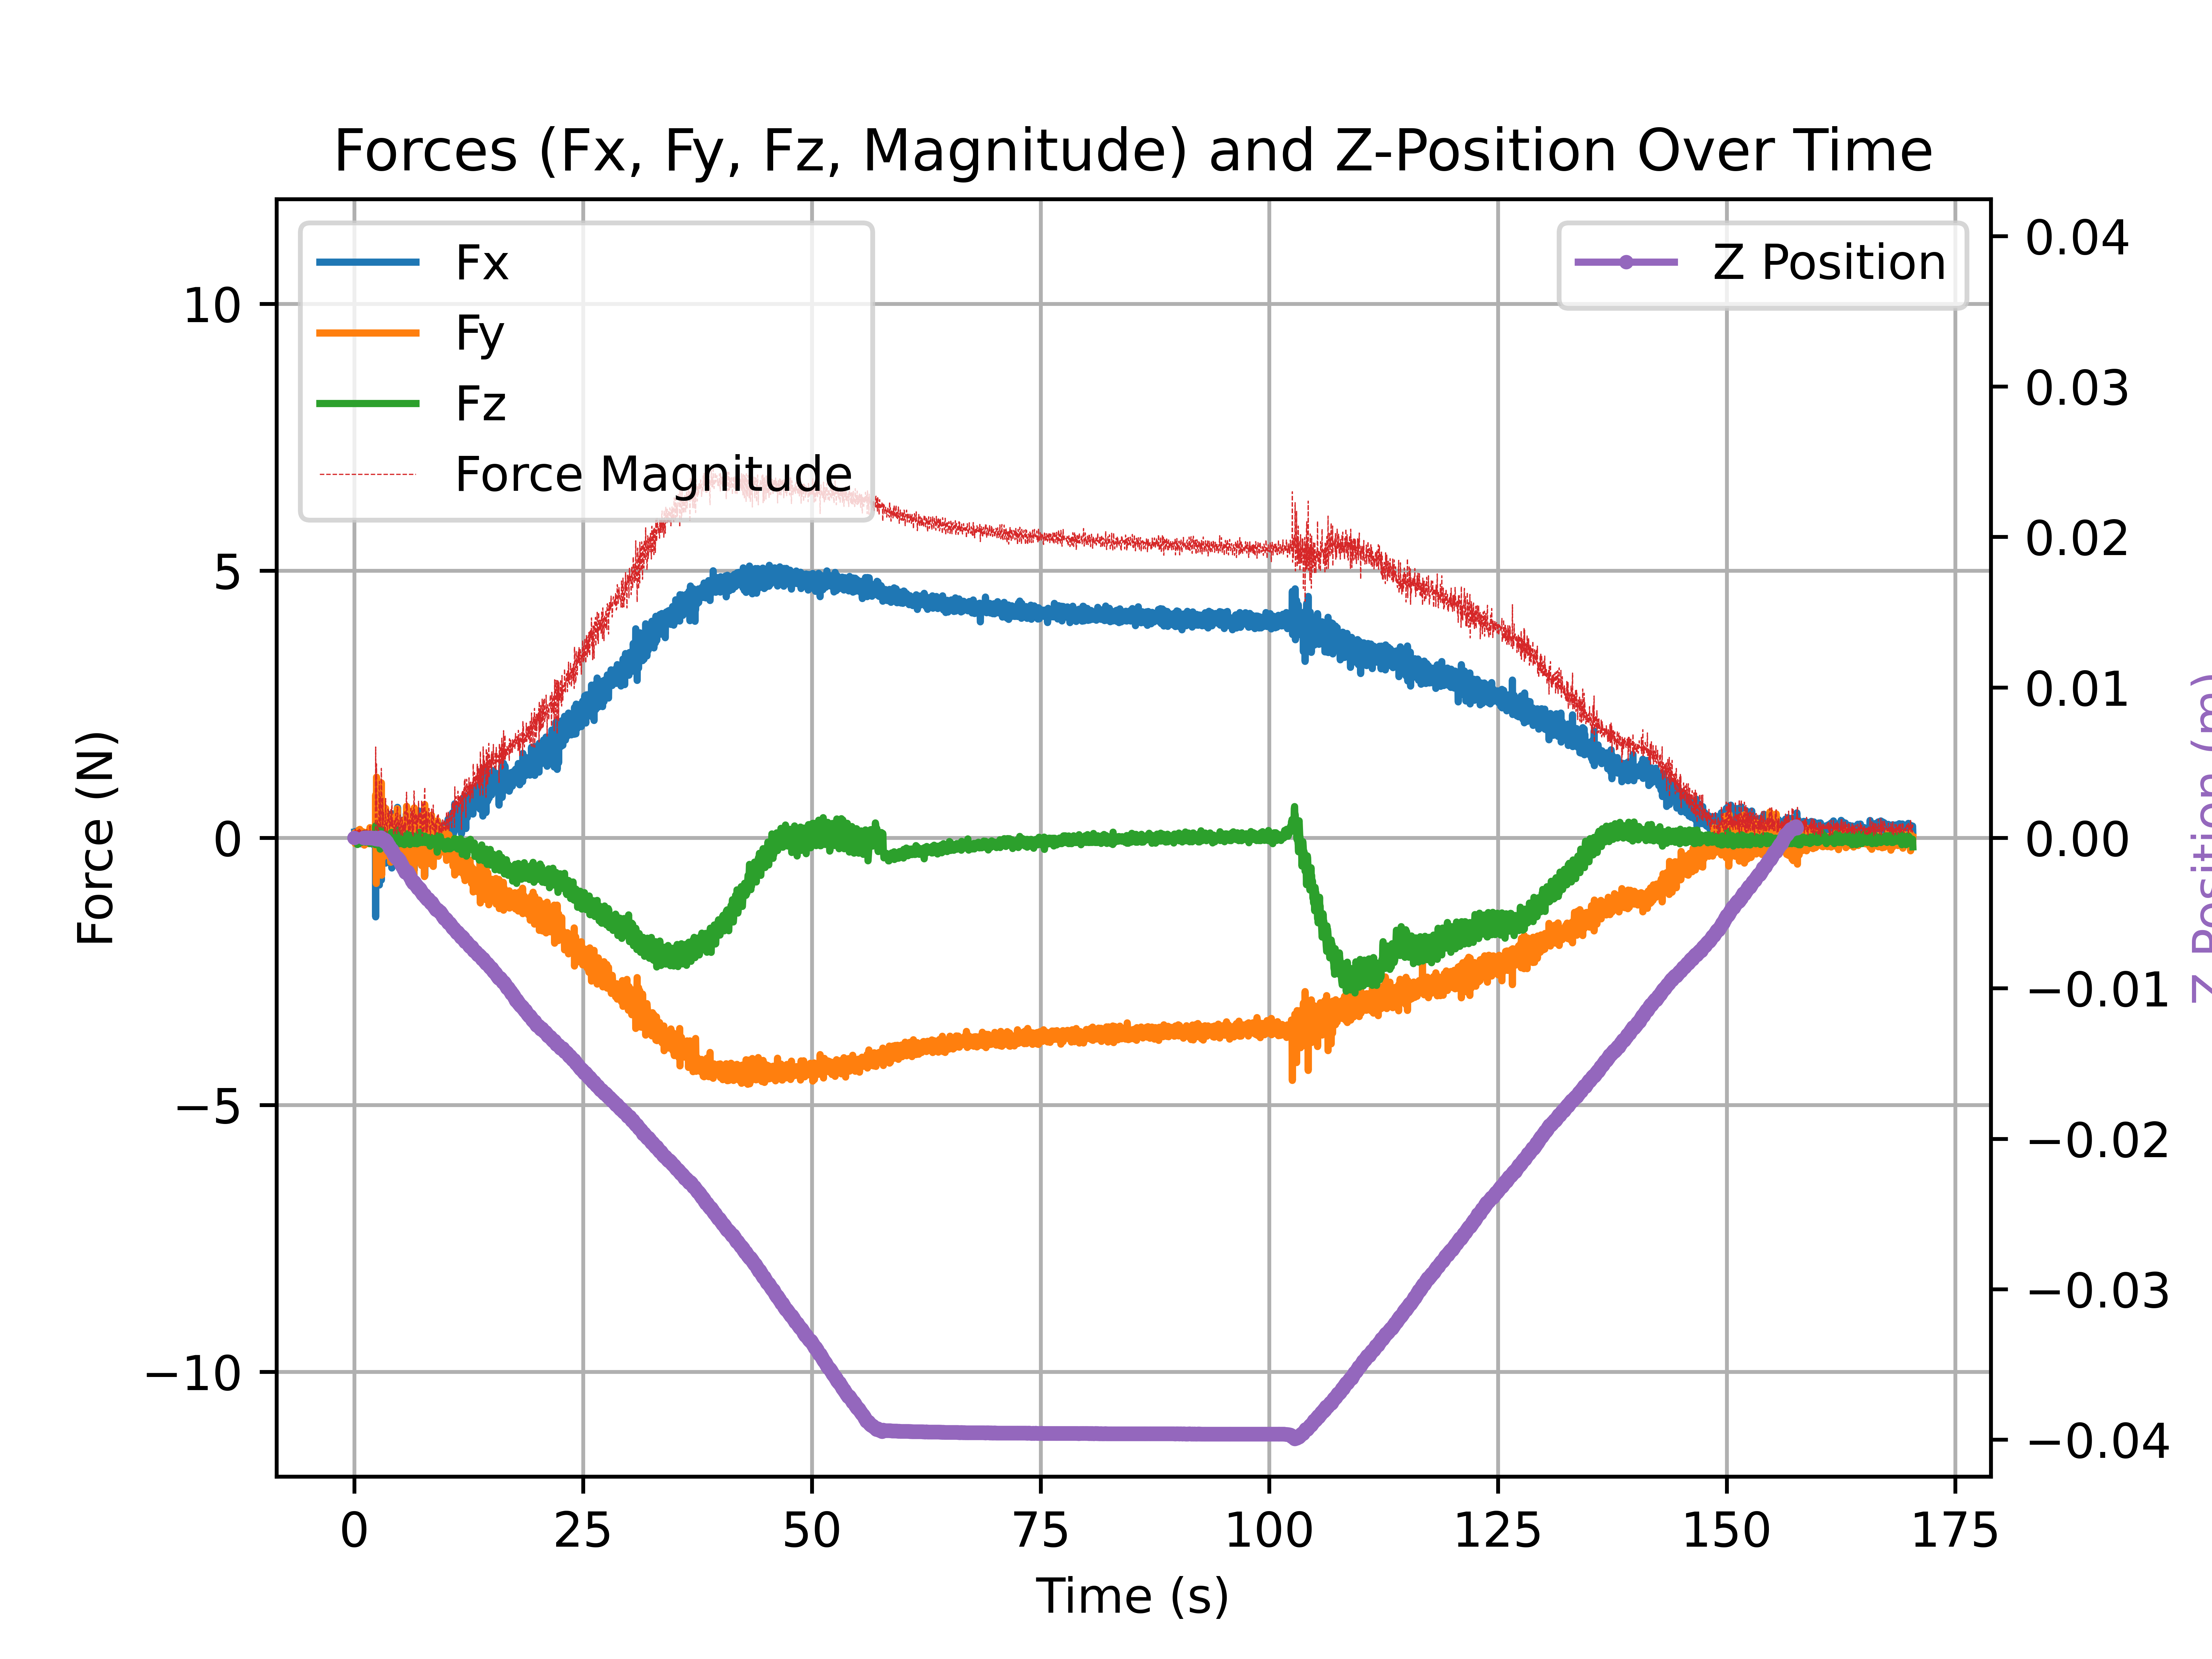 Forces (Fx, Fy, Fz, Magnitude) and Z-Position Over Time
Fx
Fy
Fz
Force Magnitude
Z Position
10
5
0
−5
−10
Force (N)
0.04
0.03
0.02
0.01
0.00
−0.01
−0.02
−0.03
−0.04
Z Position (m)
0 25 50 75 100 125 150 175
Time (s)